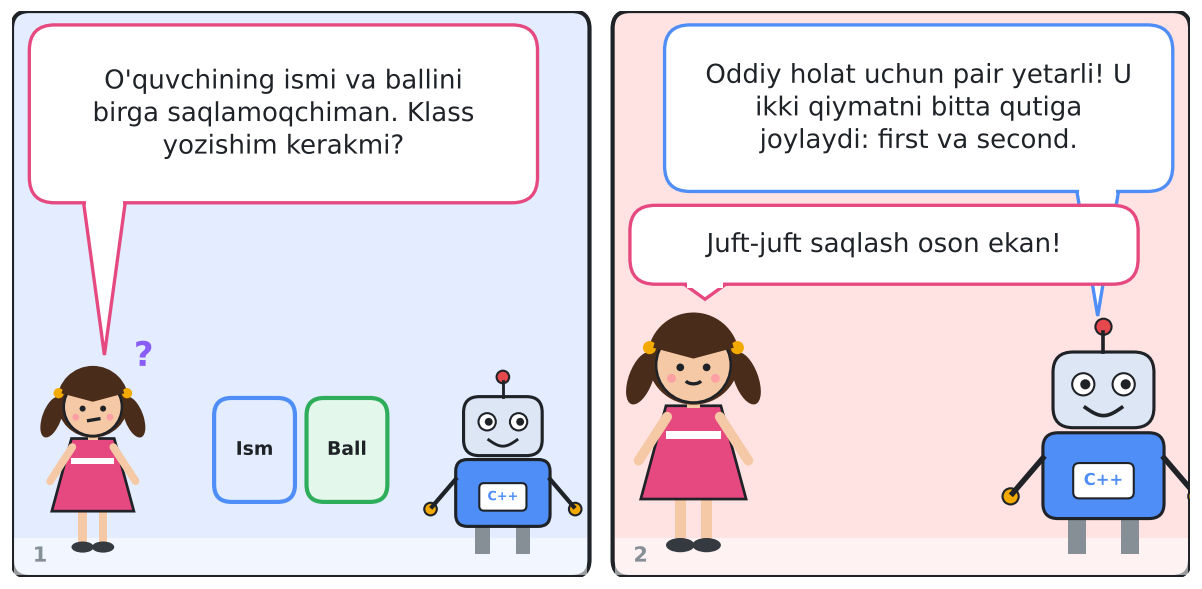 O'quvchining ismi va ballini
birga saqlamoqchiman. Klass
yozishim kerakmi?
?
Ism
Ball
C++
1
Oddiy holat uchun pair yetarli! U
ikki qiymatni bitta qutiga
joylaydi: first va second.
Juft-juft saqlash oson ekan!
C++
2